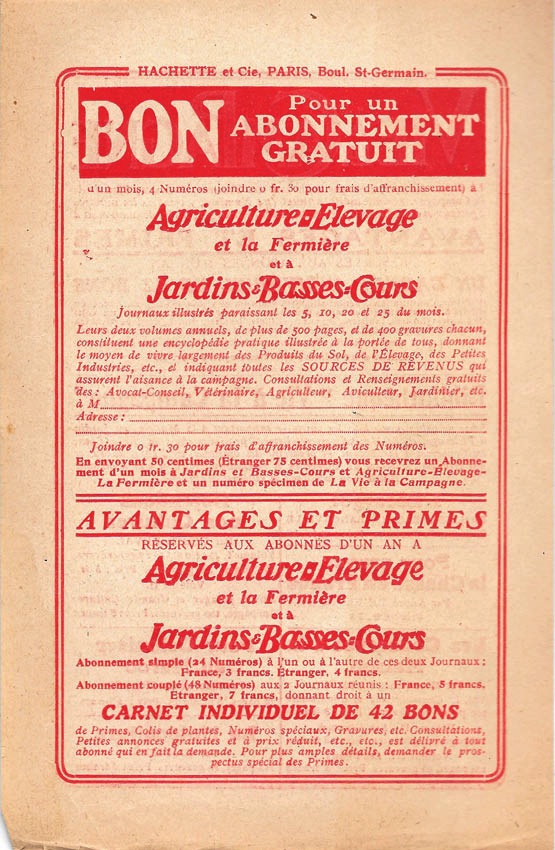 HACHETTE et Cie, PARIS, Boul. St-Germain.
BON Pour un
ABONNEMENT
GRATUIT
d'un mois, 4 Numéros (joindre 0 fr. 30 pour frais d'affranchissement) à
Agriculture Elevage
et la Fermière
et à
Jardins & Basses-Cours
Journaux illustrés paraissant les 5, 10, 20 et 25 du mois.
Leurs deux volumes annuels, de plus de 500 pages, et de 400 gravures chacun,
constituent une encyclopédie pratique illustrée à la portée de tous, donnant
le moyen de vivre largement des Produits du Sol, de l'Élevage, des Petites
Industries, etc., et indiquant toutes les SOURCES DE REVENUS qui
assurent l'aisance à la campagne. Consultations et Renseignements gratuits
des : Avocat-Conseil, Vétérinaire, Agriculteur, Aviculteur, Jardinier, etc.
à M
Adresse :
Joindre 0 fr. 30 pour frais d'affranchissement des Numéros.
En envoyant 50 centimes (Étranger 75 centimes) vous recevrez un Abonne-
ment d'un mois à Jardins et Basses-Cours et Agriculture-Élevage-
La Fermière et un numéro spécimen de La Vie à la Campagne.
AVANTAGES ET PRIMES
RÉSERVÉS AUX ABONNÉS D'UN AN A
Agriculture Elevage
et la Fermière
et à
Jardins & Basses-Cours
Abonnement simple (24 Numéros) à l'un ou à l'autre de ces deux Journaux :
France, 3 francs. Étranger, 4 francs.
Abonnement couplé (48 Numéros) aux 2 Journaux réunis : France, 5 francs.
Étranger, 7 francs, donnant droit à un
CARNET INDIVIDUEL DE 42 BONS
de Primes, Colis de plantes, Numéros spéciaux, Gravures, etc. Consultations,
Petites annonces gratuites et à prix réduit, etc., etc., est délivré à tout
abonné qui en fait la demande. Pour plus amples détails, demander le pros-
pectus spécial des Primes.